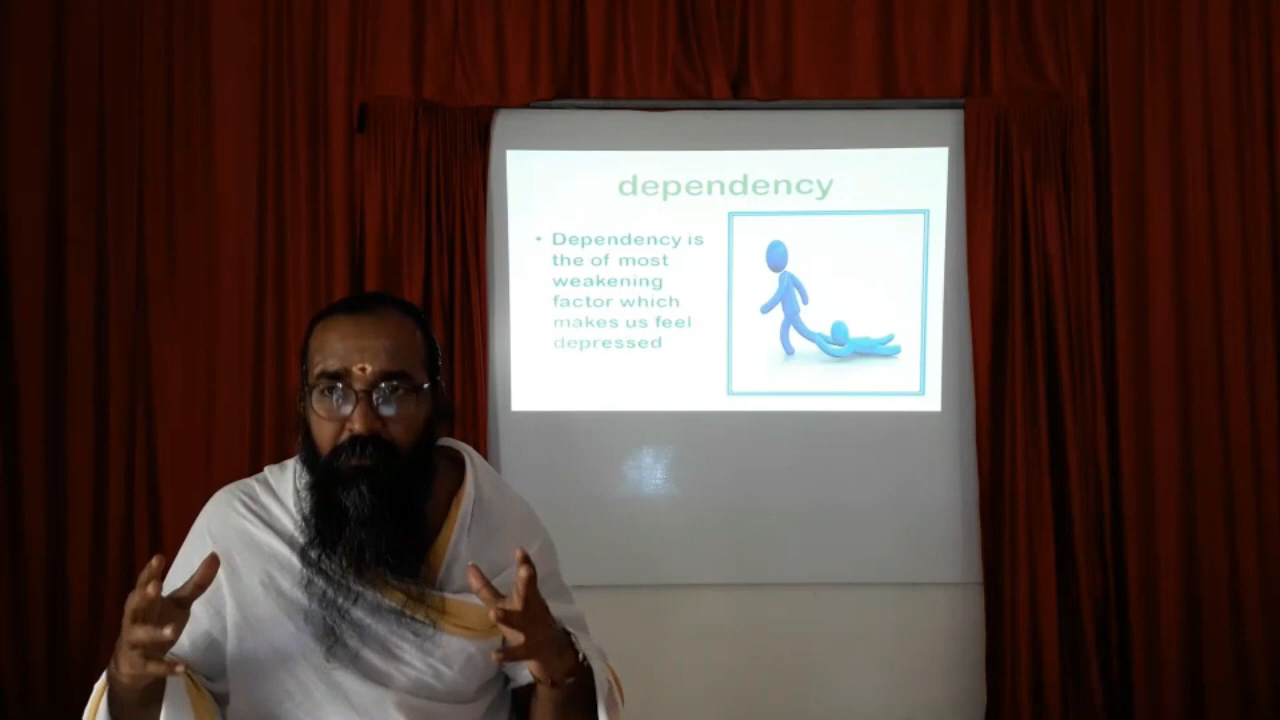 dependency
• Dependency is
the of most
weakening
factor which
makes us feel
depressed